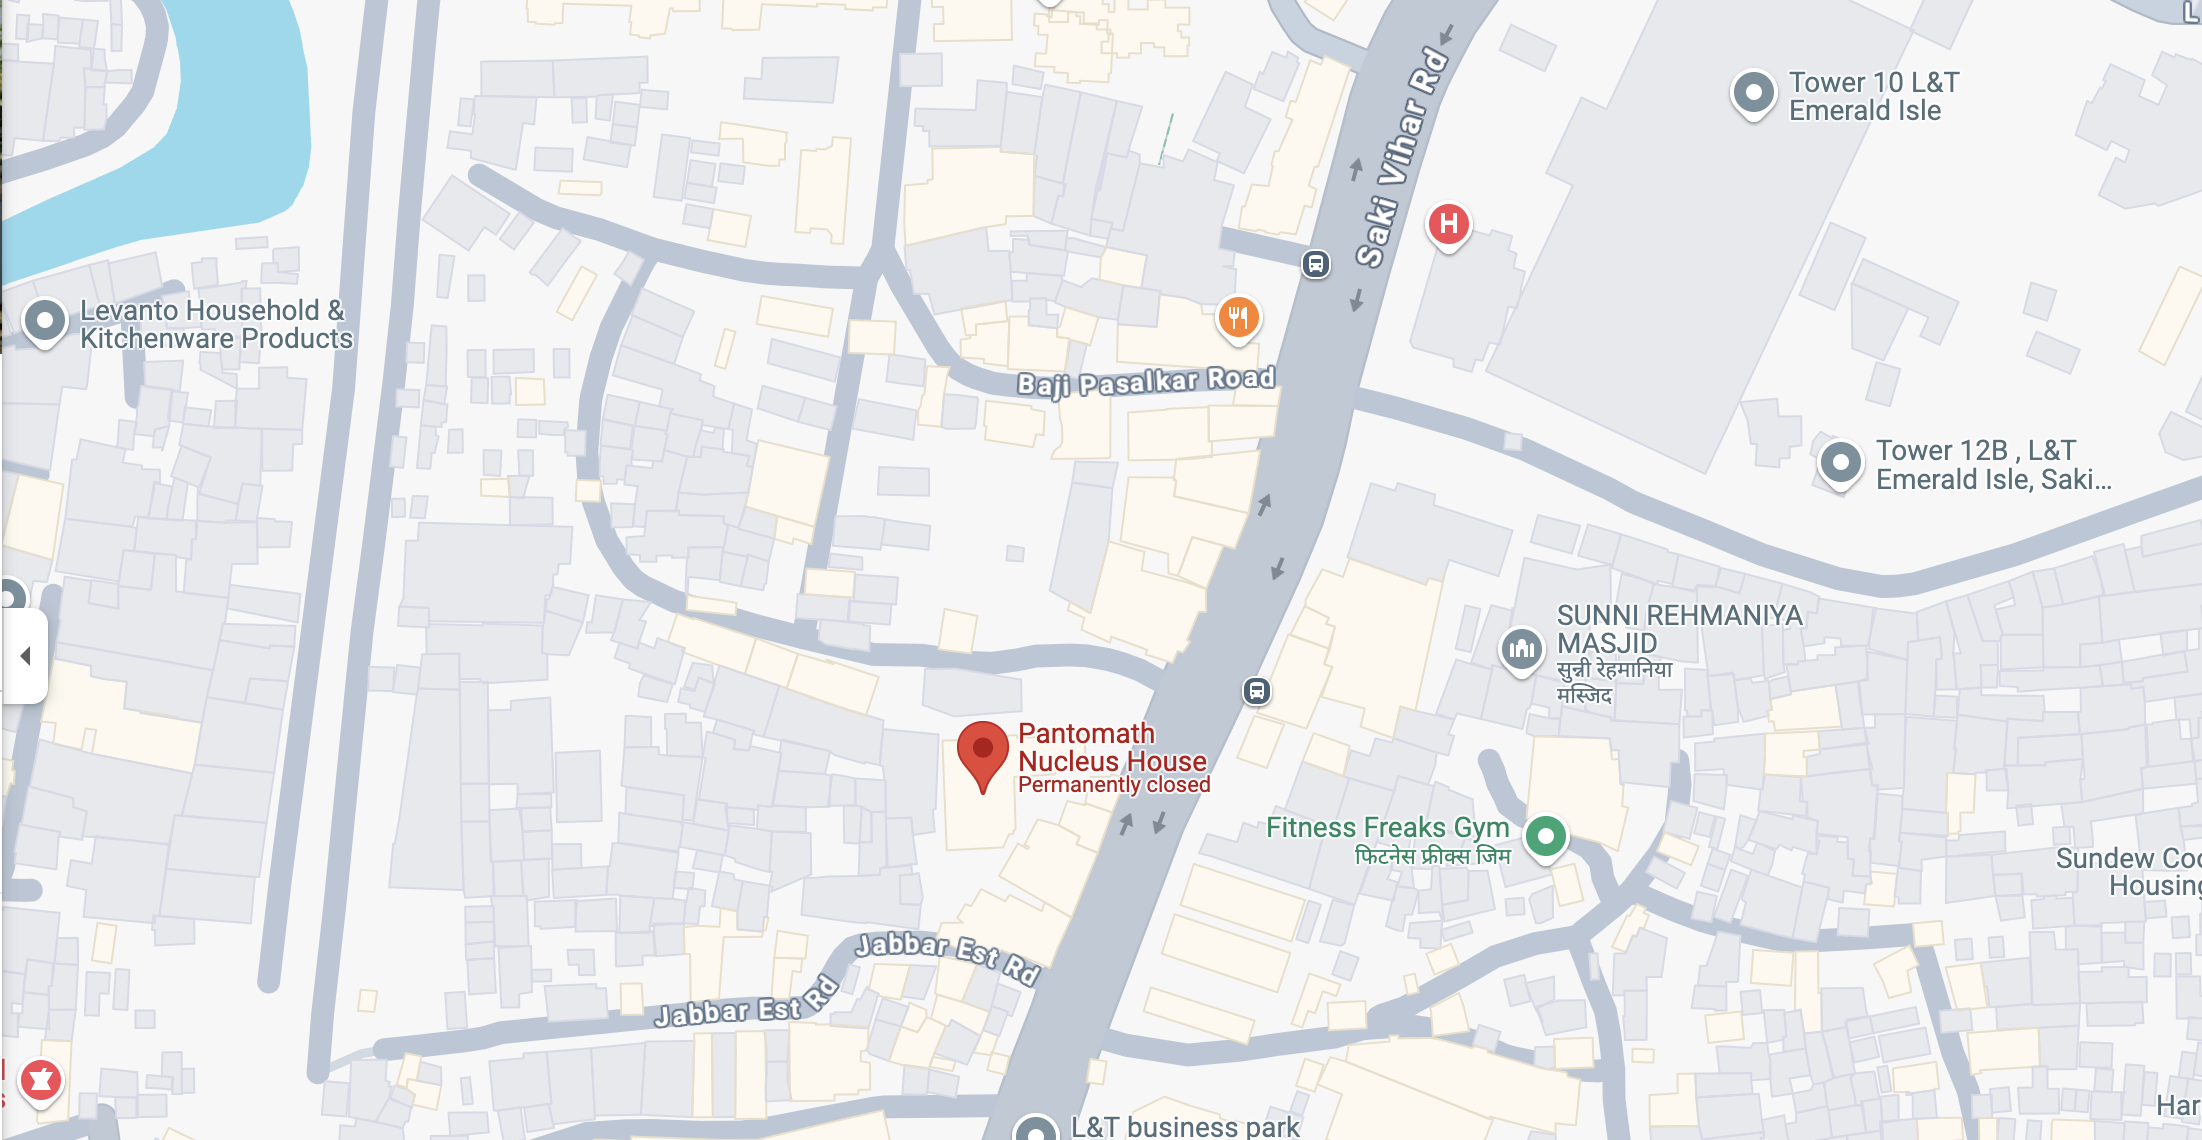 L
Saki Vihar Rd
Tower 10 L&T
Emerald Isle
H
Levanto Household &
Kitchenware Products
Baji Pasalkar Road
Tower 12B , L&T
Emerald Isle, Saki...
SUNNI REHMANIYA
MASJID
सुन्नी रेहमानिया
मस्जिद
Pantomath
Nucleus House
Permanently closed
Fitness Freaks Gym
फिटनेस फ्रीक्स जिम
Sundew Coo
Housing
Jabbar Est Rd
Jabbar Est Rd
Har
L&T business park